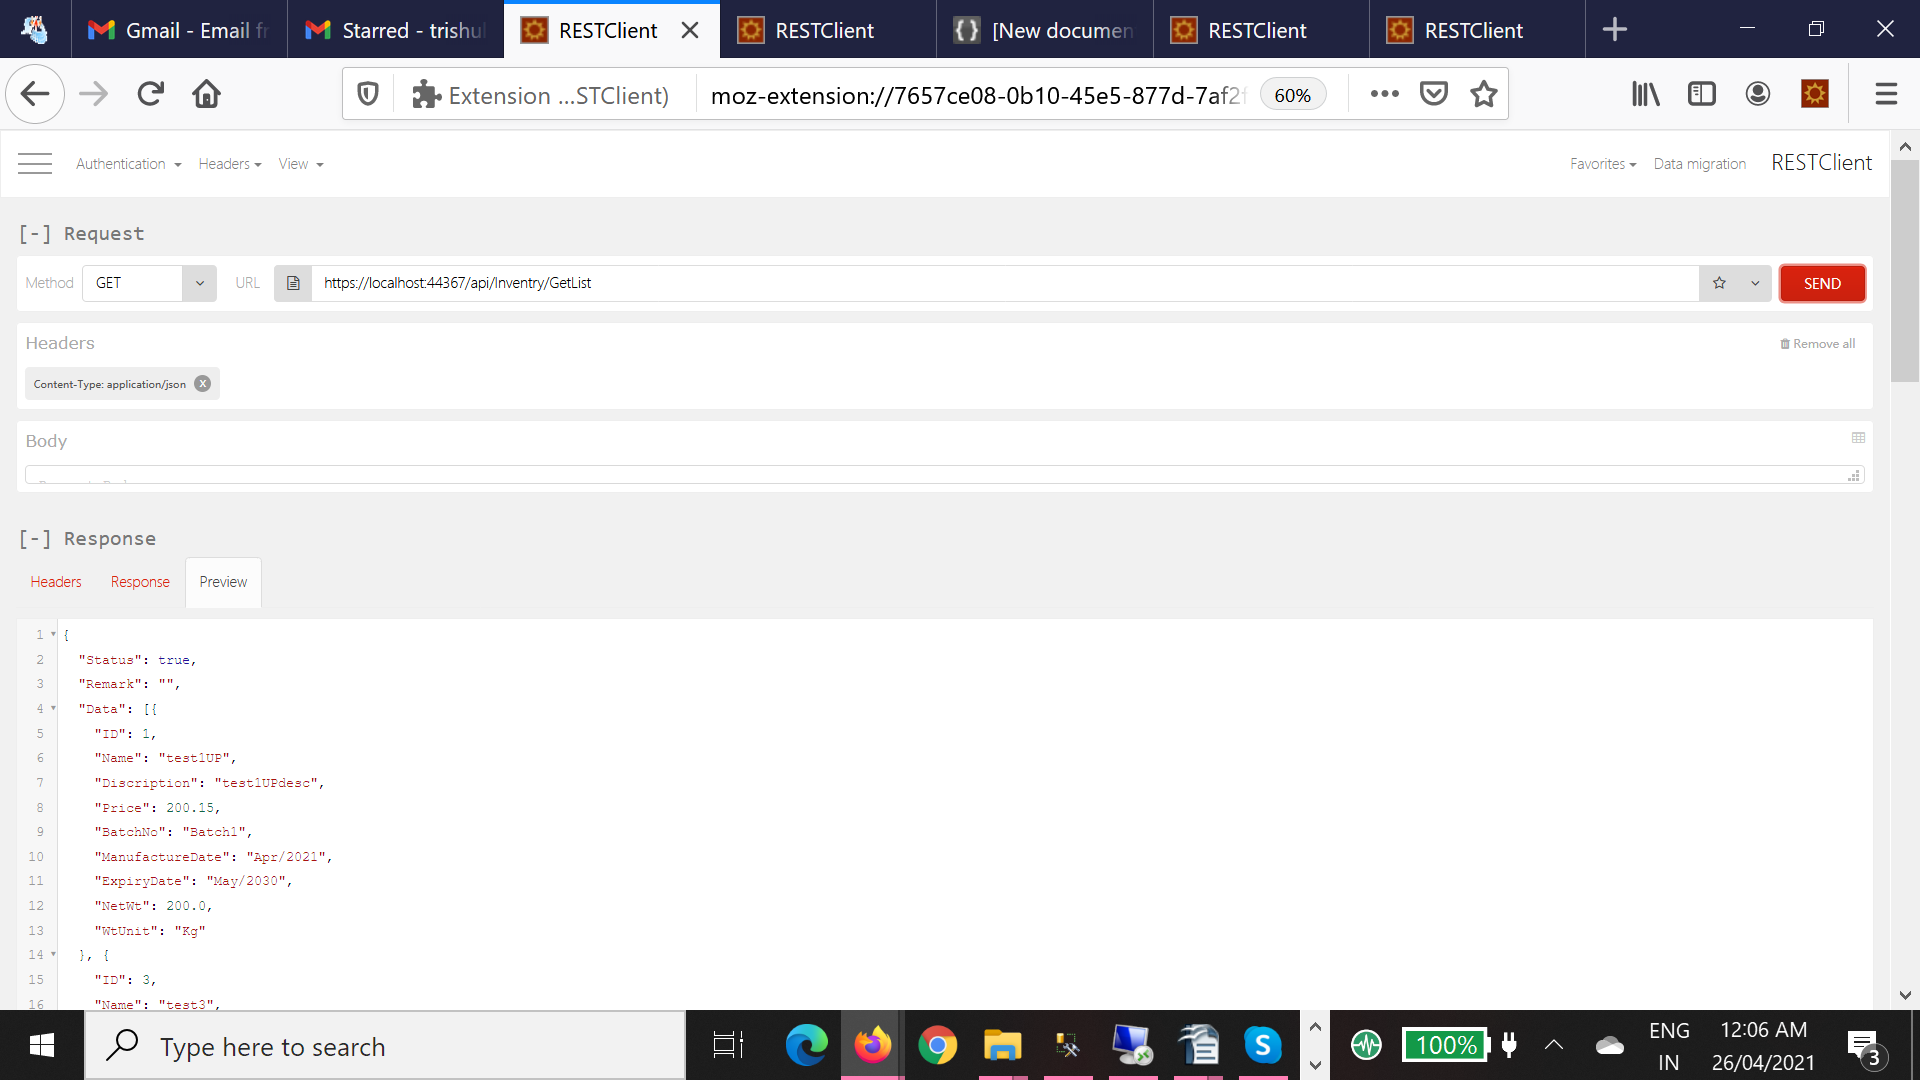 Gmail - Email fr
Starred - trishul
RESTClient
RESTClient
[New documen
RESTClient
RESTClient
Extension ...STClient)
moz-extension://7657ce08-0b10-45e5-877d-7af2f
60%
Authentication
Headers
View
Favorites
Data migration
RESTClient
[-] Request
Method
GET
URL
https://localhost:44367/api/Inventry/GetList
SEND
Headers
Remove all
Content-Type: application/json
Body
[-] Response
Headers
Response
Preview
1 {
2 "Status": true,
3 "Remark": "",
4 "Data": [{
5 "ID": 1,
6 "Name": "test1UP",
7 "Discription": "test1UPdesc",
8 "Price": 200.15,
9 "BatchNo": "Batch1",
10 "ManufactureDate": "Apr/2021",
11 "ExpiryDate": "May/2030",
12 "NetWt": 200.0,
13 "WtUnit": "Kg"
14 }, {
15 "ID": 3,
16 "Name": "test3",
Type here to search
100%
ENG
IN
12:06 AM
26/04/2021
3